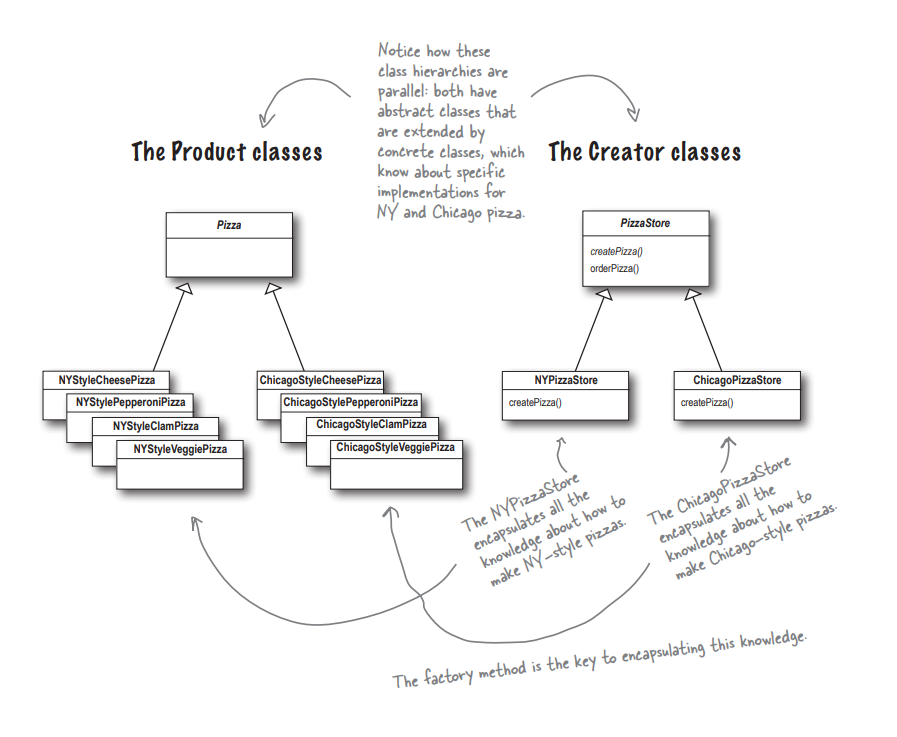 Notice how these
class hierarchies are
parallel: both have
abstract classes that
are extended by
concrete classes, which
know about specific
implementations for
NY and Chicago pizza.
The Product classes
The Creator classes
Pizza
PizzaStore
createPizza()
orderPizza()
NYStyleCheesePizza
NYStylePepperoniPizza
NYStyleClamPizza
NYStyleVeggiePizza
ChicagoStyleCheesePizza
ChicagoStylePepperoniPizza
ChicagoStyleClamPizza
ChicagoStyleVeggiePizza
NYPizzaStore
createPizza()
ChicagoPizzaStore
createPizza()
The NYPizzaStore
encapsulates all the
knowledge about how to
make NY-style pizzas.
The ChicagoPizzaStore
encapsulates all the
knowledge about how to
make Chicago-style pizzas.
The factory method is the key to encapsulating this knowledge.